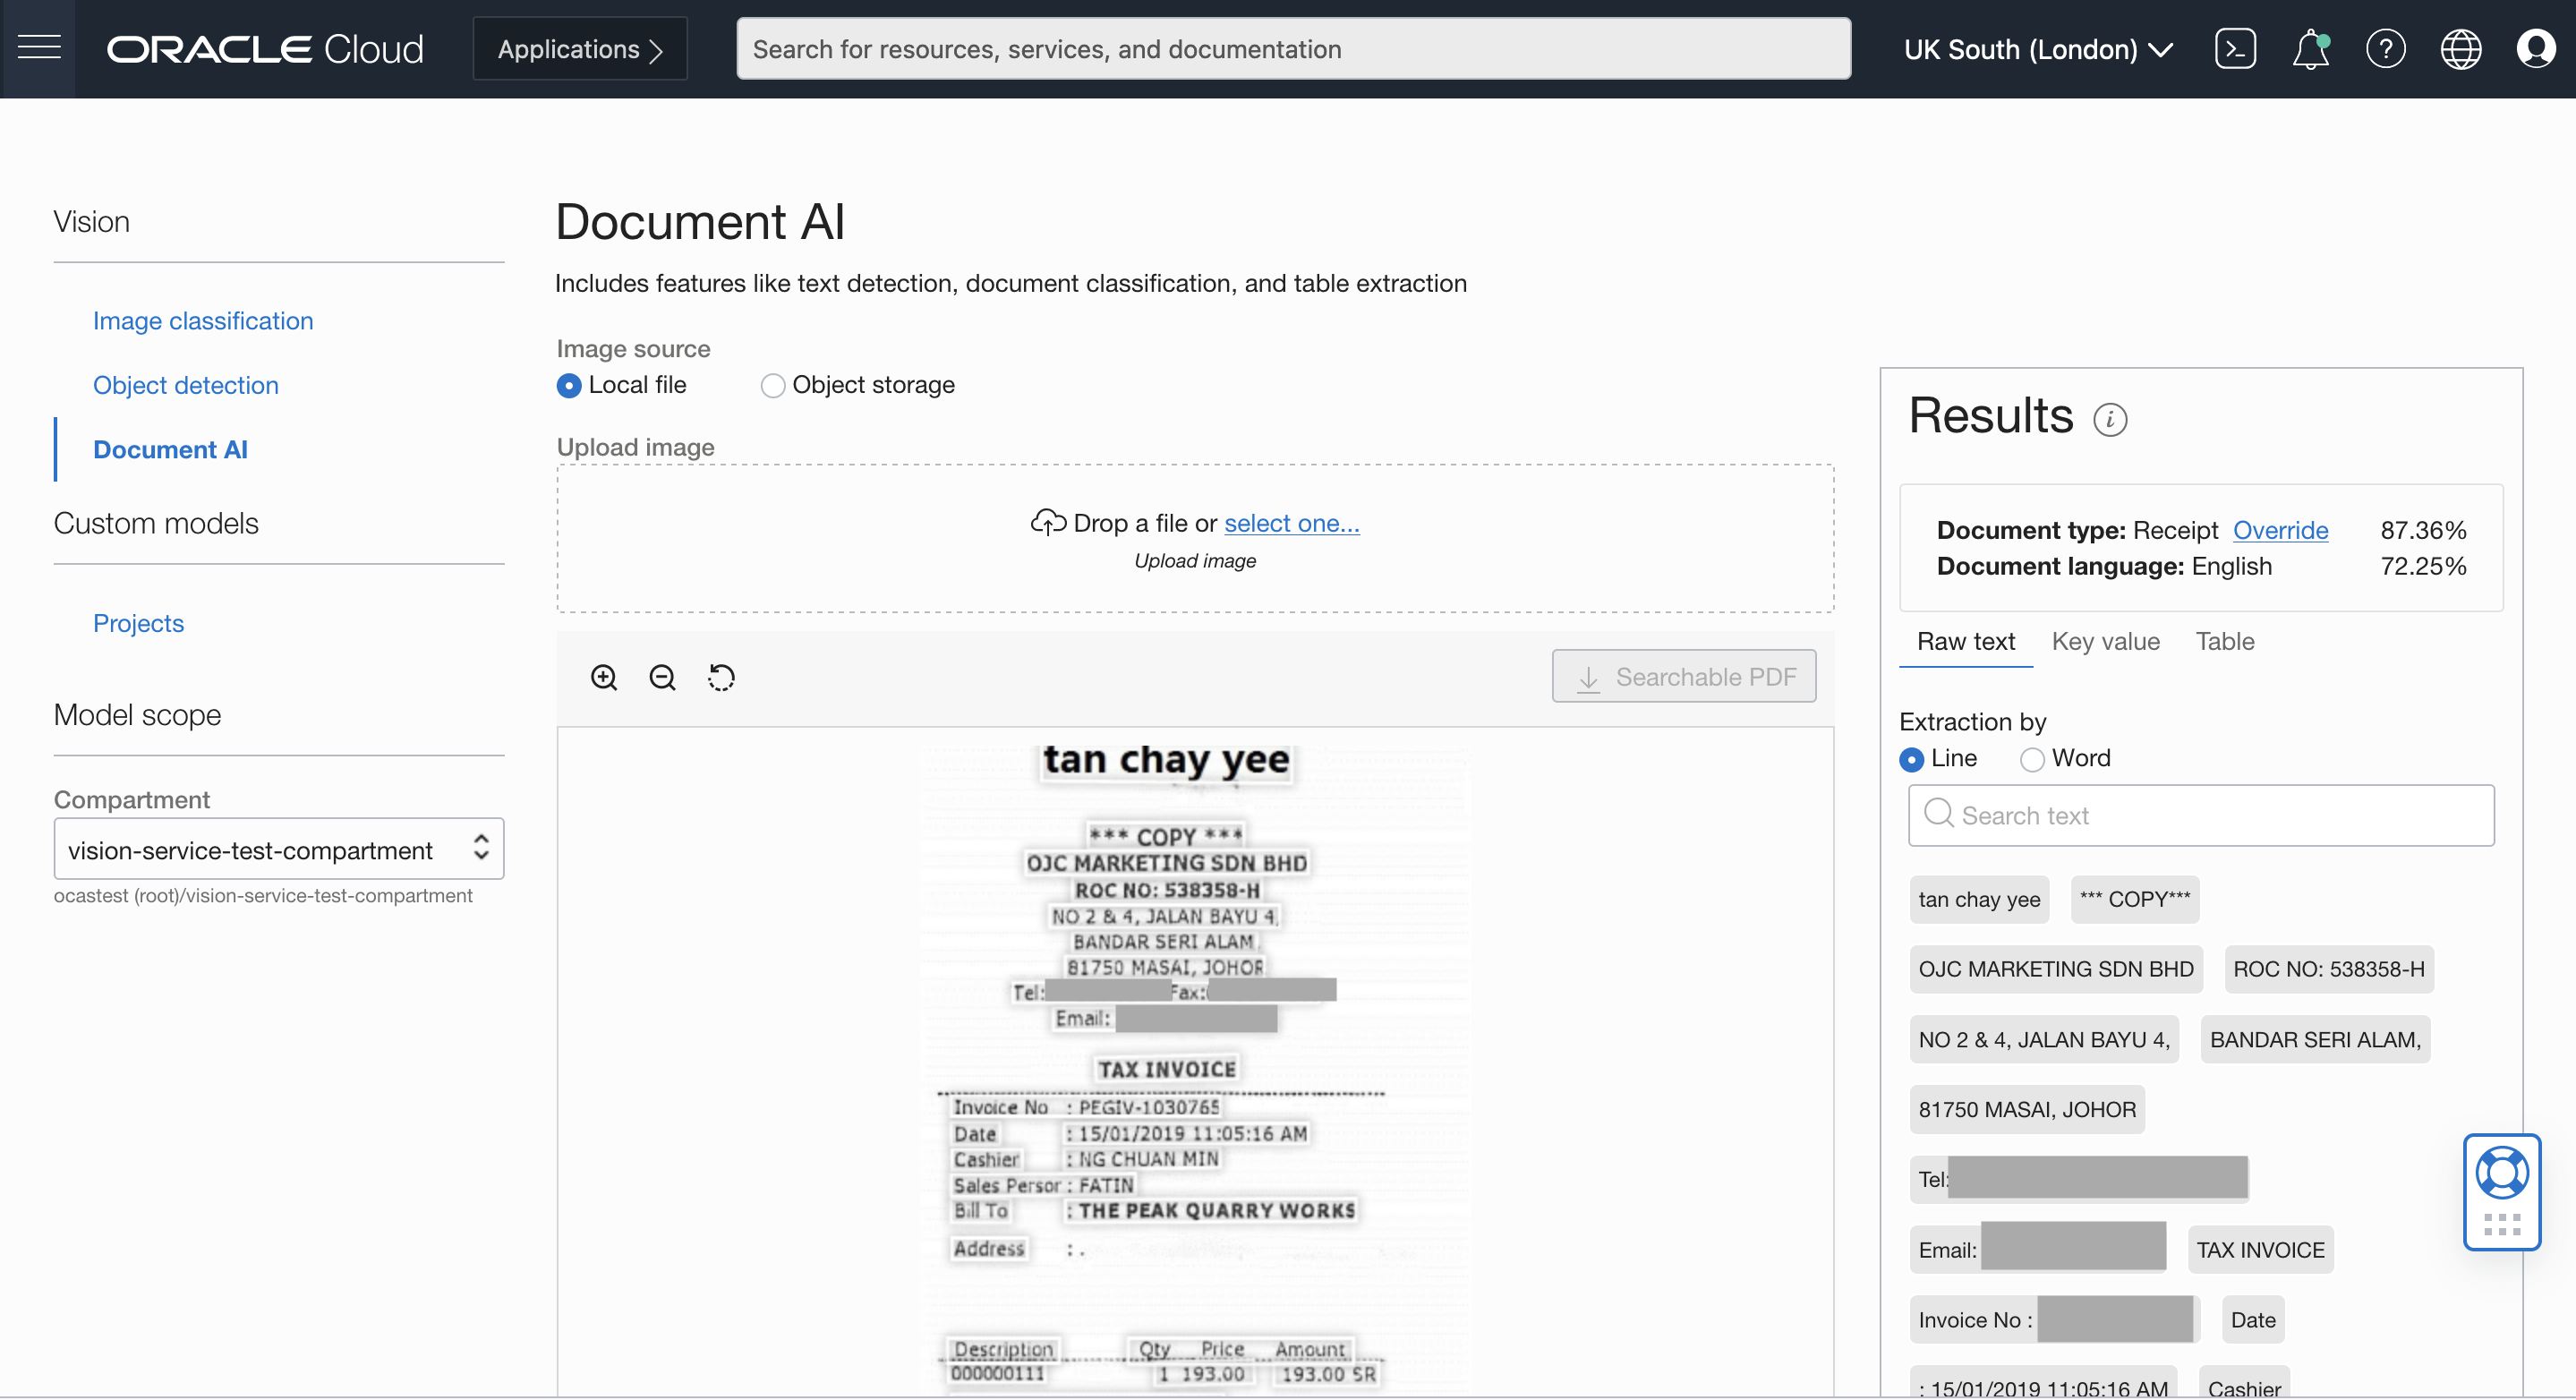 ORACLE Cloud
Applications
Search for resources, services, and documentation
UK South (London)
Vision
Image classification
Object detection
Document AI
Custom models
Projects
Model scope
Compartment
vision-service-test-compartment
ocastest (root)/vision-service-test-compartment
Document AI
Includes features like text detection, document classification, and table extraction
Image source
Local file
Object storage
Upload image
Drop a file or select one...
Upload image
Searchable PDF
tan chay yee
*** COPY ***
OJC MARKETING SDN BHD
ROC NO: 538358-H
NO 2 & 4, JALAN BAYU 4,
BANDAR SERI ALAM,
81750 MASAI, JOHOR
Tel: Fax:
Email:
TAX INVOICE
Invoice No : PEGIV-1030765
Date : 15/01/2019 11:05:16 AM
Cashier : NG CHUAN MIN
Sales Persor : FATIN
Bill To : THE PEAK QUARRY WORKS
Address : .
Description Qty Price Amount
000000111 1 193.00 193.00 SR
Results
Document type: Receipt Override 87.36%
Document language: English 72.25%
Raw text Key value Table
Extraction by
Line Word
Search text
tan chay yee *** COPY***
OJC MARKETING SDN BHD ROC NO: 538358-H
NO 2 & 4, JALAN BAYU 4, BANDAR SERI ALAM,
81750 MASAI, JOHOR
Tel:
Email: TAX INVOICE
Invoice No : Date
: 15/01/2019 11:05:16 AM Cashier